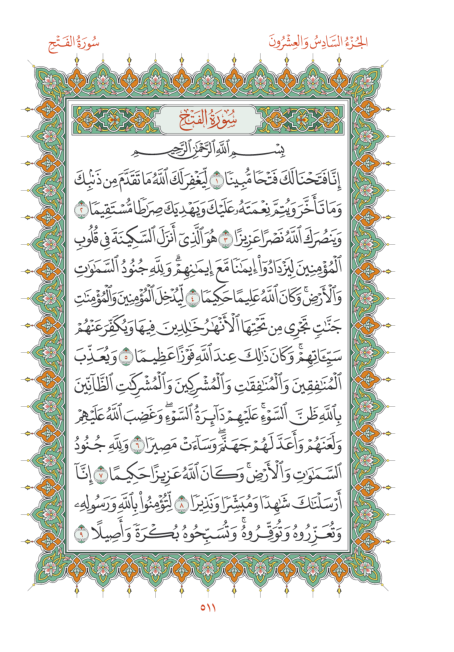 الجُزْءُ السَّادِسُ وَالعِشْرُونَ
سُورَةُ الفَتْحِ
سُورَةُ الفَتْحِ
بِسْمِ ٱللَّهِ ٱلرَّحْمَٰنِ ٱلرَّحِيمِ
إِنَّا فَتَحْنَا لَكَ فَتْحًا مُّبِينًا ١ لِّيَغْفِرَ لَكَ ٱللَّهُ مَا تَقَدَّمَ مِن ذَنۢبِكَ
وَمَا تَأَخَّرَ وَيُتِمَّ نِعْمَتَهُۥ عَلَيْكَ وَيَهْدِيَكَ صِرَٰطًا مُّسْتَقِيمًا ٢
وَيَنصُرَكَ ٱللَّهُ نَصْرًا عَزِيزًا ٣ هُوَ ٱلَّذِىٓ أَنزَلَ ٱلسَّكِينَةَ فِى قُلُوبِ
ٱلْمُؤْمِنِينَ لِيَزْدَادُوٓا۟ إِيمَٰنًا مَّعَ إِيمَٰنِهِمْ ۗ وَلِلَّهِ جُنُودُ ٱلسَّمَٰوَٰتِ
وَٱلْأَرْضِ ۚ وَكَانَ ٱللَّهُ عَلِيمًا حَكِيمًا ٤ لِّيُدْخِلَ ٱلْمُؤْمِنِينَ وَٱلْمُؤْمِنَٰتِ
جَنَّٰتٍ تَجْرِى مِن تَحْتِهَا ٱلْأَنْهَٰرُ خَٰلِدِينَ فِيهَا وَيُكَفِّرَ عَنْهُمْ
سَيِّـَٔاتِهِمْ ۚ وَكَانَ ذَٰلِكَ عِندَ ٱللَّهِ فَوْزًا عَظِيمًا ٥ وَيُعَذِّبَ
ٱلْمُنَٰفِقِينَ وَٱلْمُنَٰفِقَٰتِ وَٱلْمُشْرِكِينَ وَٱلْمُشْرِكَٰتِ ٱلظَّآنِّينَ
بِٱللَّهِ ظَنَّ ٱلسَّوْءِ ۚ عَلَيْهِمْ دَآئِرَةُ ٱلسَّوْءِ ۖ وَغَضِبَ ٱللَّهُ عَلَيْهِمْ
وَلَعَنَهُمْ وَأَعَدَّ لَهُمْ جَهَنَّمَ ۖ وَسَآءَتْ مَصِيرًا ٦ وَلِلَّهِ جُنُودُ
ٱلسَّمَٰوَٰتِ وَٱلْأَرْضِ ۚ وَكَانَ ٱللَّهُ عَزِيزًا حَكِيمًا ٧ إِنَّآ
أَرْسَلْنَٰكَ شَٰهِدًا وَمُبَشِّرًا وَنَذِيرًا ٨ لِّتُؤْمِنُوا۟ بِٱللَّهِ وَرَسُولِهِۦ
وَتُعَزِّرُوهُ وَتُوَقِّرُوهُ ۚ وَتُسَبِّحُوهُ بُكْرَةً وَأَصِيلًا ٩
٥١١